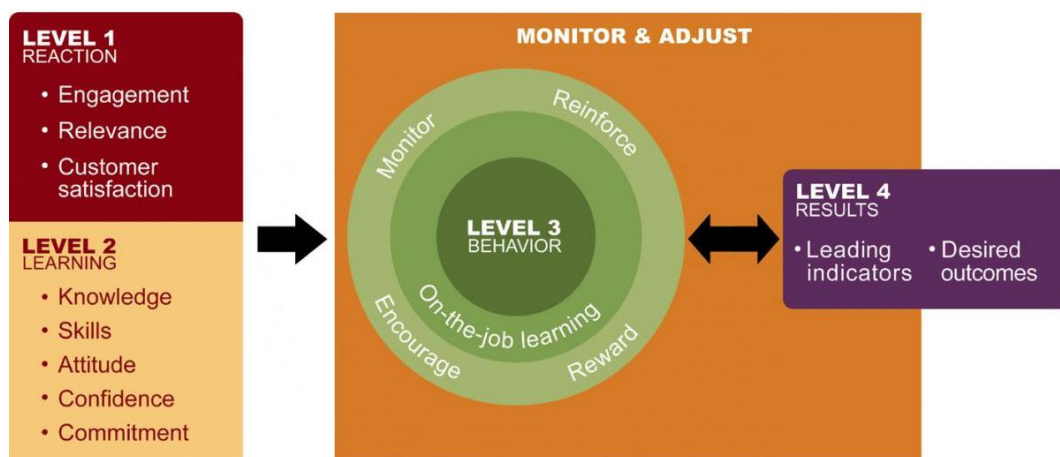 LEVEL 1
REACTION
• Engagement
• Relevance
• Customer
satisfaction
LEVEL 2
LEARNING
• Knowledge
• Skills
• Attitude
• Confidence
• Commitment
MONITOR & ADJUST
Monitor
Reinforce
LEVEL 3
BEHAVIOR
On-the-job learning
Encourage
Reward
LEVEL 4
RESULTS
• Leading
indicators
• Desired
outcomes